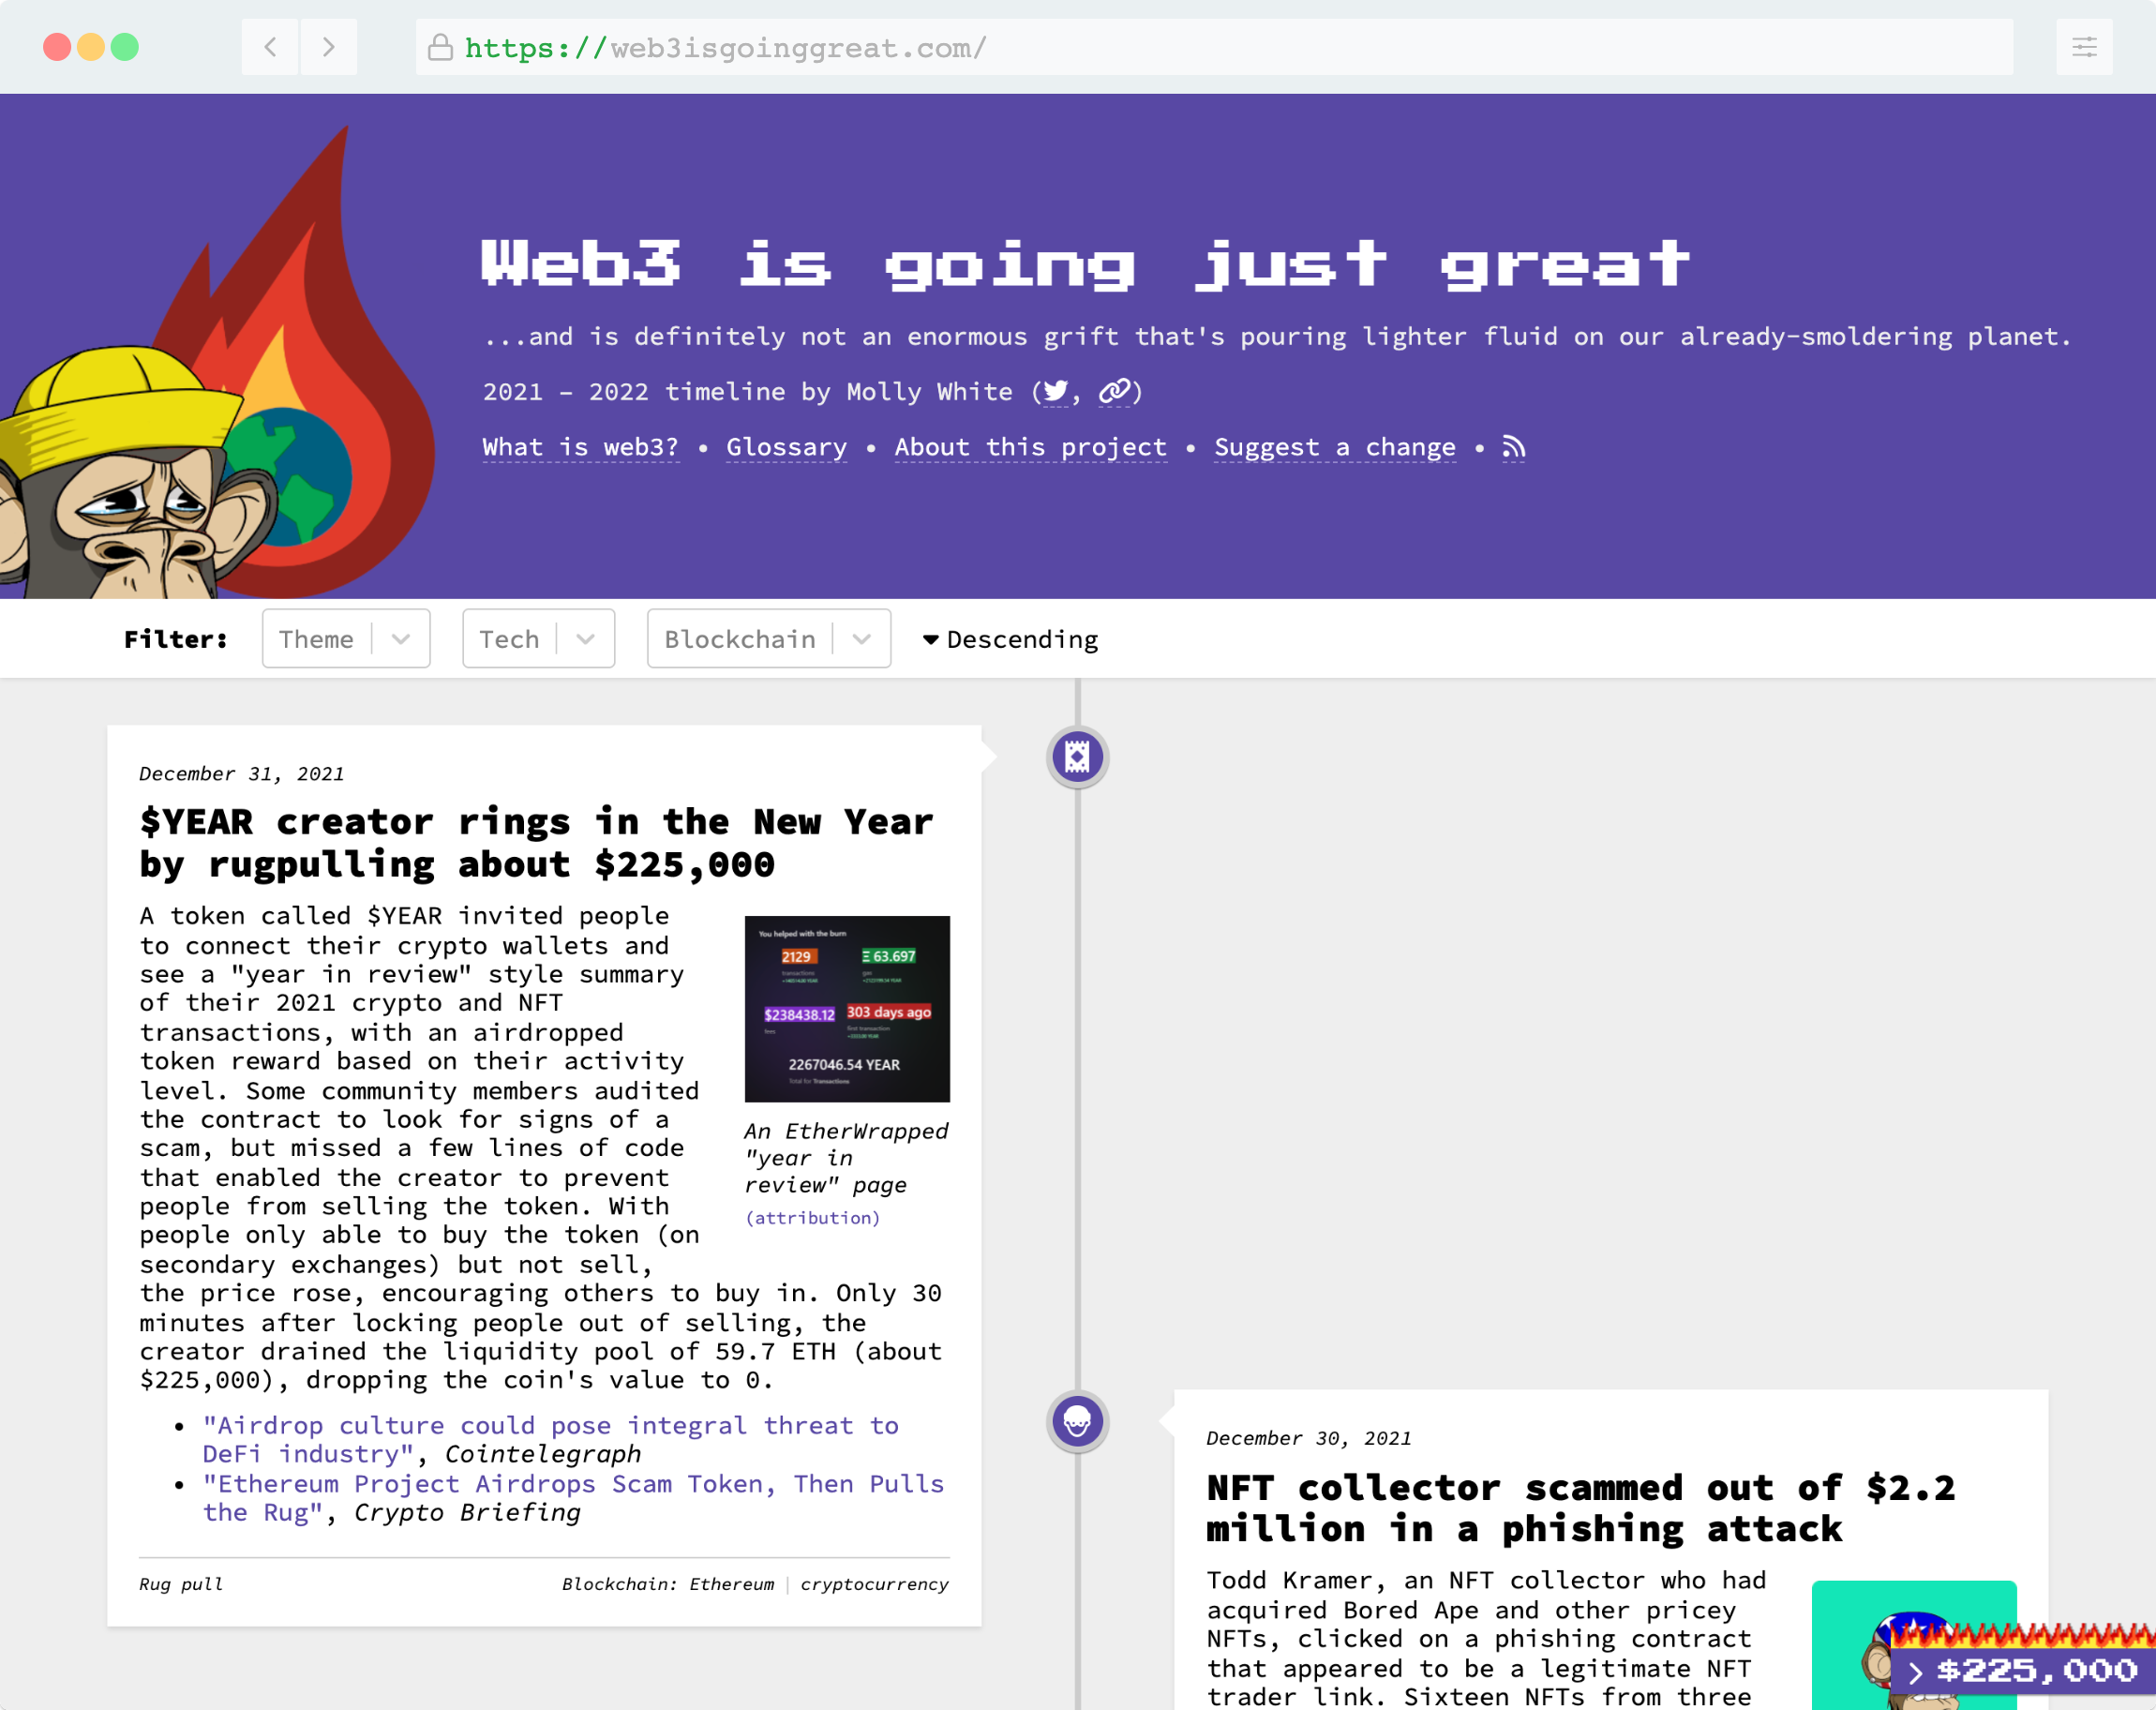 https://web3isgoinggreat.com/
Web3 is going just great
...and is definitely not an enormous grift that's pouring lighter fluid on our already-smoldering planet.
2021 – 2022 timeline by Molly White (, )
What is web3? • Glossary • About this project • Suggest a change •
Filter: Theme Tech Blockchain Descending
December 31, 2021
$YEAR creator rings in the New Year
by rugpulling about $225,000
A token called $YEAR invited people
to connect their crypto wallets and
see a "year in review" style summary
of their 2021 crypto and NFT
transactions, with an airdropped
token reward based on their activity
level. Some community members audited
the contract to look for signs of a
scam, but missed a few lines of code
that enabled the creator to prevent
people from selling the token. With
people only able to buy the token (on
secondary exchanges) but not sell,
the price rose, encouraging others to buy in. Only 30
minutes after locking people out of selling, the
creator drained the liquidity pool of 59.7 ETH (about
$225,000), dropping the coin's value to 0.
You helped with the burn
2129 Ξ 63.697
transactions gas
$238438.12 303 days ago
fees first transaction
2267046.54 YEAR
Total for Transactions
An EtherWrapped
"year in
review" page
(attribution)
• "Airdrop culture could pose integral threat to
DeFi industry", Cointelegraph
• "Ethereum Project Airdrops Scam Token, Then Pulls
the Rug", Crypto Briefing
Rug pull Blockchain: Ethereum | cryptocurrency
December 30, 2021
NFT collector scammed out of $2.2
million in a phishing attack
Todd Kramer, an NFT collector who had
acquired Bored Ape and other pricey
NFTs, clicked on a phishing contract
that appeared to be a legitimate NFT
trader link. Sixteen NFTs from three
$225,000